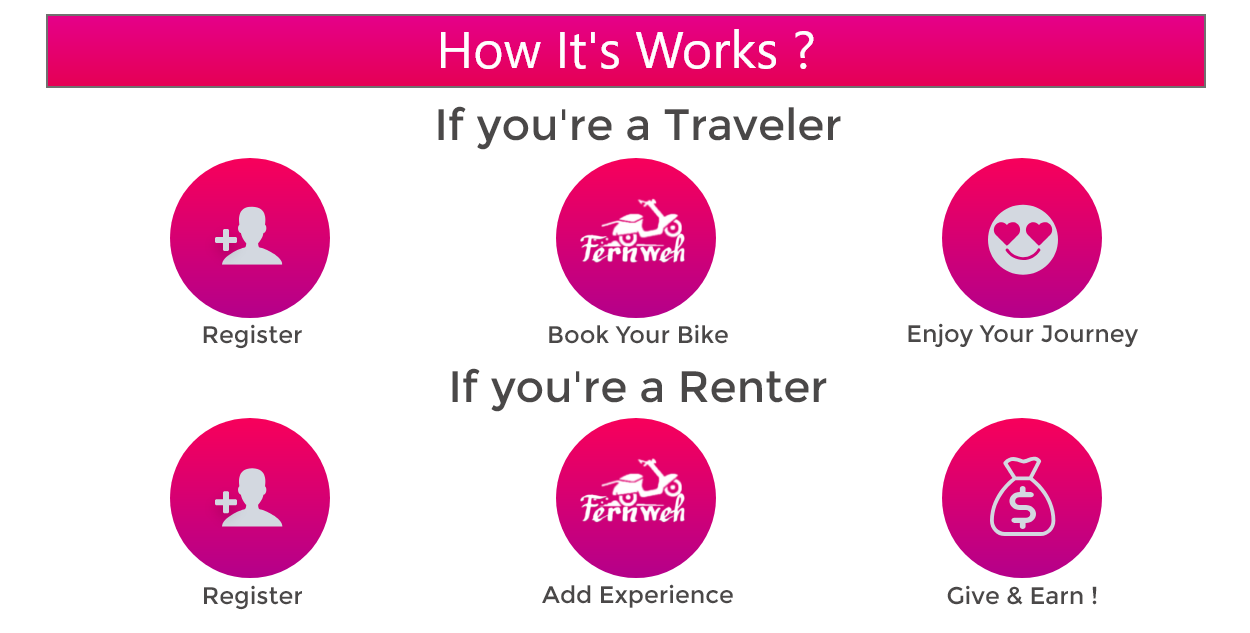 How It's Works ?
If you're a Traveler
Fernweh
Register
Book Your Bike
Enjoy Your Journey
If you're a Renter
Fernweh
$
Register
Add Experience
Give & Earn !